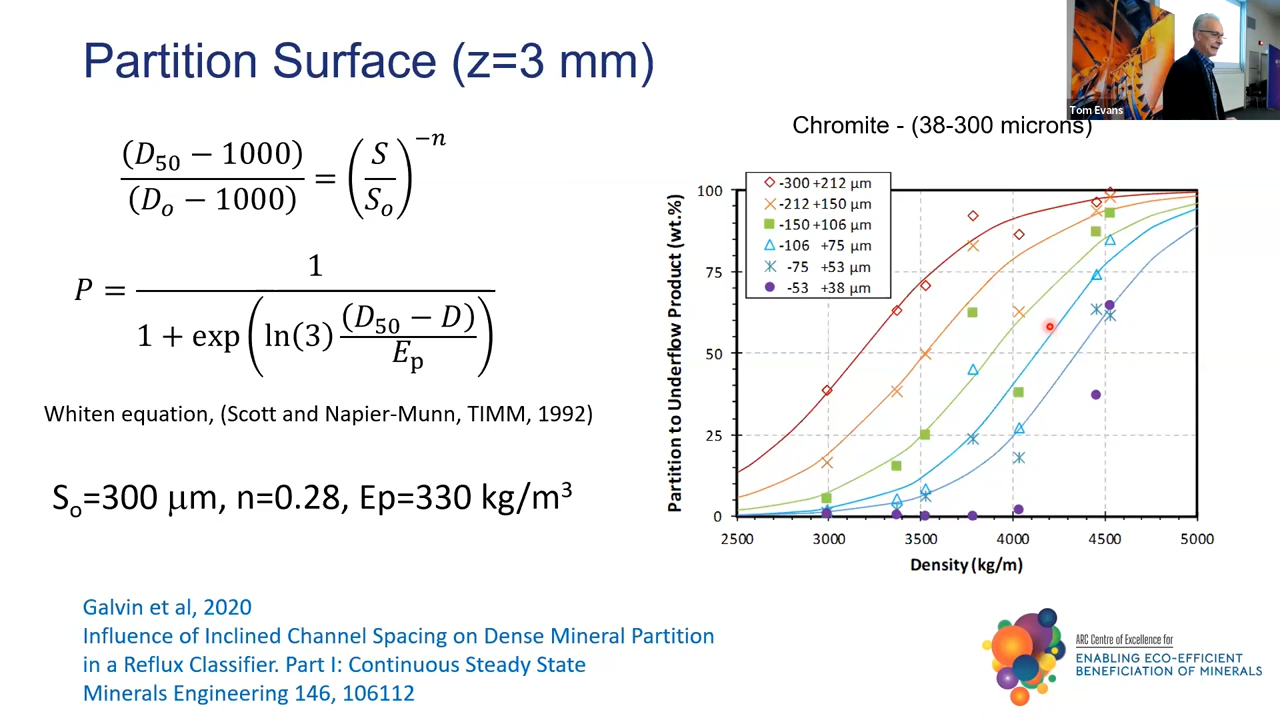 Partition Surface (z=3 mm)
Tom Evans
(D₅₀ − 1000) / (Dₒ − 1000) = (S / Sₒ)⁻ⁿ
P = 1 / (1 + exp(ln(3) (D₅₀ − D) / Eₚ))
Whiten equation, (Scott and Napier-Munn, TIMM, 1992)
Sₒ=300 μm, n=0.28, Ep=330 kg/m³
Chromite - (38-300 microns)
-300 +212 µm
-212 +150 µm
-150 +106 µm
-106 +75 µm
-75 +53 µm
-53 +38 µm
Partition to Underflow Product (wt.%)
100
75
50
25
0
2500 3000 3500 4000 4500 5000
Density (kg/m)
Galvin et al, 2020
Influence of Inclined Channel Spacing on Dense Mineral Partition
in a Reflux Classifier. Part I: Continuous Steady State
Minerals Engineering 146, 106112
ARC Centre of Excellence for
ENABLING ECO-EFFICIENT
BENEFICIATION OF MINERALS